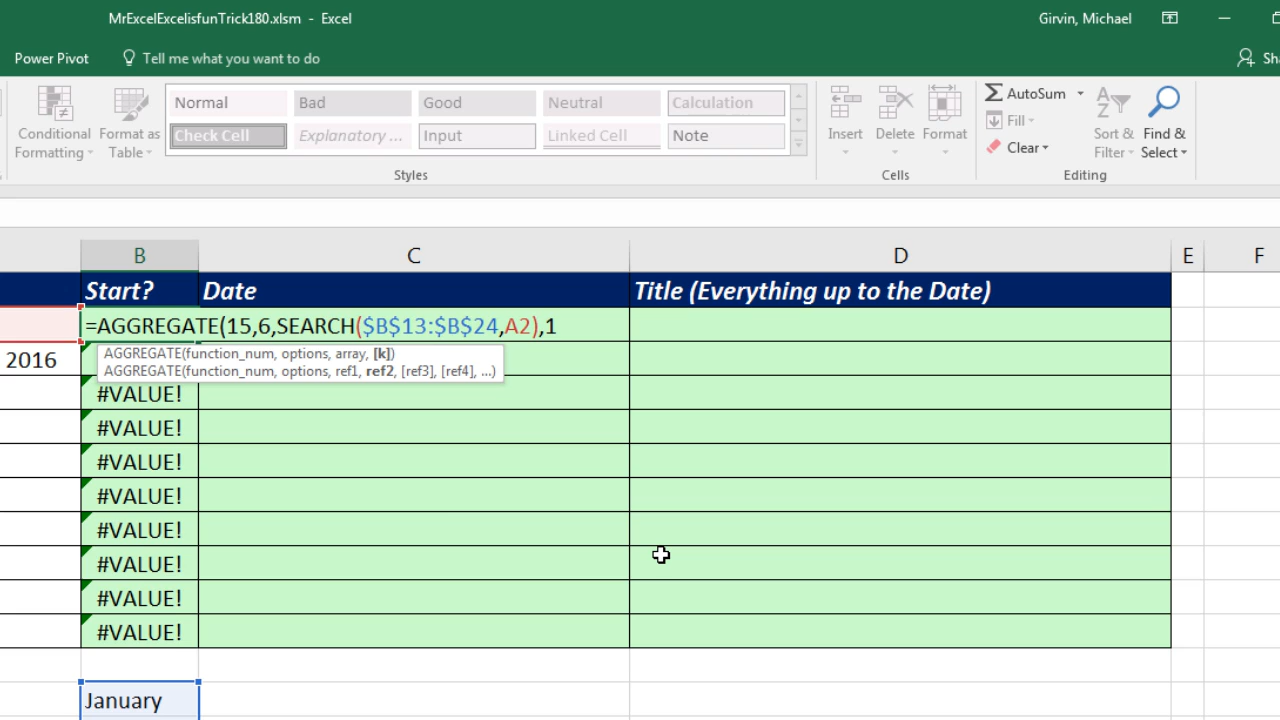 MrExcelExcelisfunTrick180.xlsm - Excel
Girvin, Michael
Power Pivot
Tell me what you want to do
Normal Bad Good Neutral Calculation
Check Cell Explanatory ... Input Linked Cell Note
Conditional Formatting
Format as Table
Styles
Insert Delete Format
Cells
AutoSum
Fill
Clear
Sort & Filter
Find & Select
Editing
B C D E F
Start? Date Title (Everything up to the Date)
=AGGREGATE(15,6,SEARCH($B$13:$B$24,A2),1
AGGREGATE(function_num, options, array, [k])
AGGREGATE(function_num, options, ref1, ref2, [ref3], [ref4], ...)
2016
#VALUE!
#VALUE!
#VALUE!
#VALUE!
#VALUE!
#VALUE!
#VALUE!
#VALUE!
January